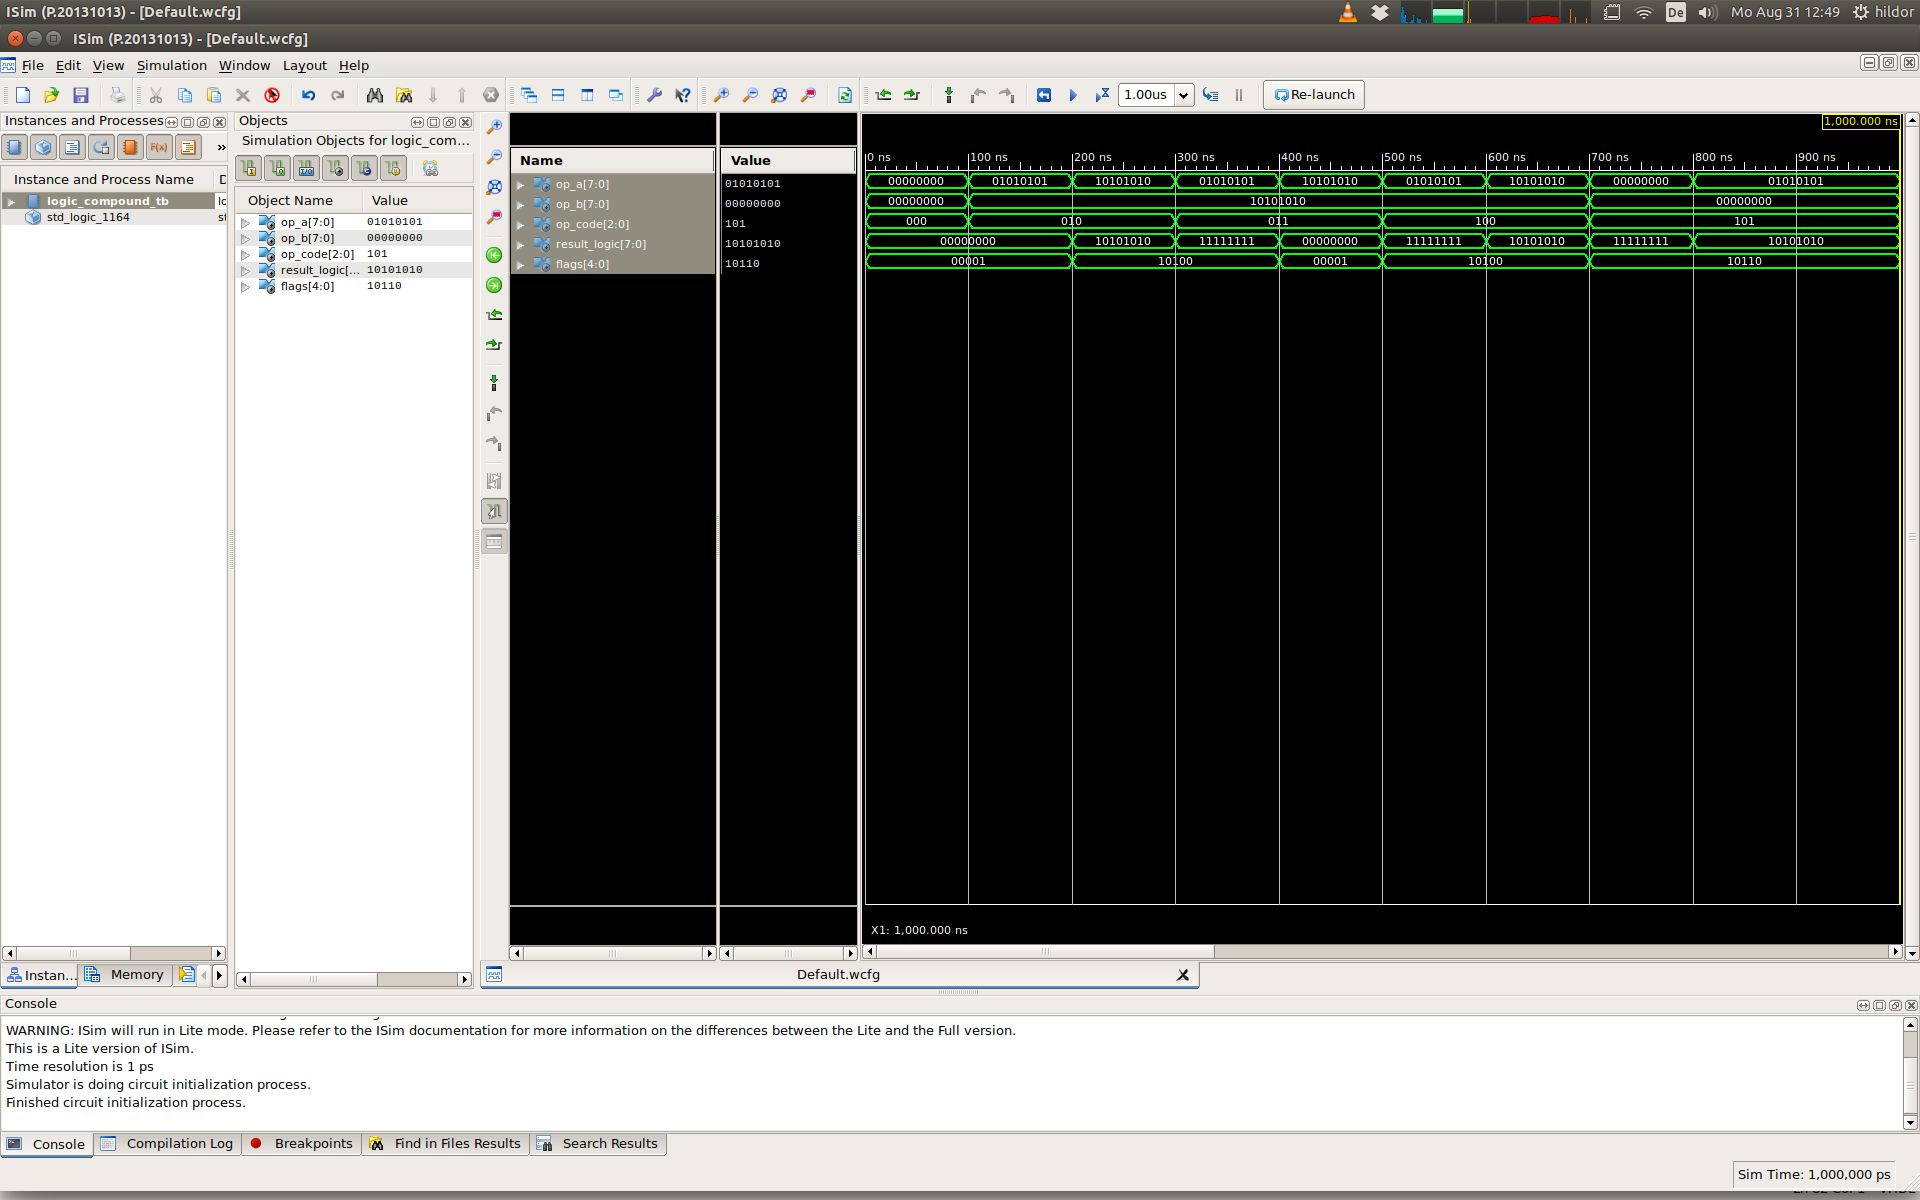 ISim (P.20131013) - [Default.wcfg]
De
Mo Aug 31 12:49
hildor
ISim (P.20131013) - [Default.wcfg]
File Edit View Simulation Window Layout Help
1.00us
Re-launch
Instances and Processes
Instance and Process Name
logic_compound_tb
std_logic_1164
Instan...
Memory
Objects
Simulation Objects for logic_com...
Object Name Value
op_a[7:0] 01010101
op_b[7:0] 00000000
op_code[2:0] 101
result_logic[... 10101010
flags[4:0] 10110
Name Value
op_a[7:0] 01010101
op_b[7:0] 00000000
op_code[2:0] 101
result_logic[7:0] 10101010
flags[4:0] 10110
1,000.000 ns
0 ns 100 ns 200 ns 300 ns 400 ns 500 ns 600 ns 700 ns 800 ns 900 ns
00000000 01010101 10101010 01010101 10101010 01010101 10101010 00000000 01010101
00000000 10101010 00000000
000 010 011 100 101
00000000 10101010 11111111 00000000 11111111 10101010 11111111 10101010
00001 10100 00001 10100 10110
X1: 1,000.000 ns
Default.wcfg
Console
WARNING: ISim will run in Lite mode. Please refer to the ISim documentation for more information on the differences between the Lite and the Full version.
This is a Lite version of ISim.
Time resolution is 1 ps
Simulator is doing circuit initialization process.
Finished circuit initialization process.
Console Compilation Log Breakpoints Find in Files Results Search Results
Sim Time: 1,000,000 ps